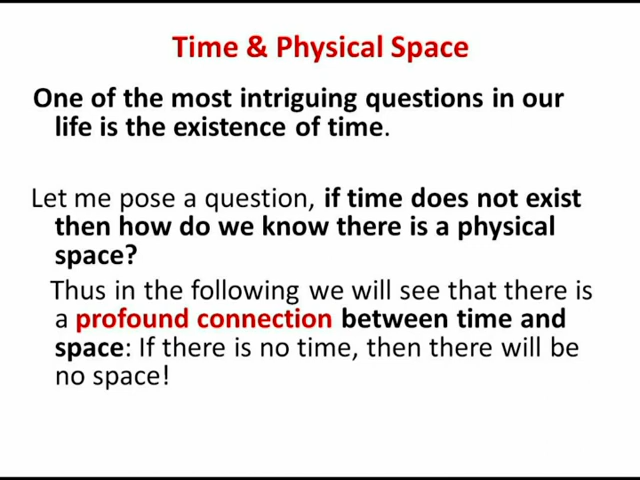 Time & Physical Space
One of the most intriguing questions in our
life is the existence of time.
Let me pose a question, if time does not exist
then how do we know there is a physical
space?
Thus in the following we will see that there is
a profound connection between time and
space: If there is no time, then there will be
no space!